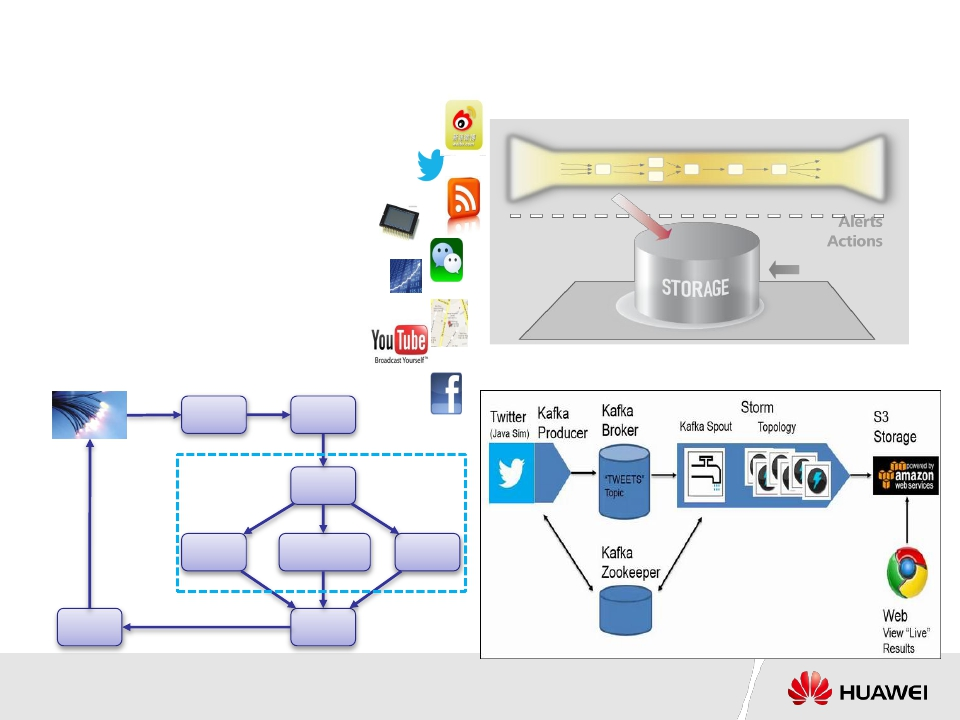 Alerts
Actions
STORAGE
YouTube
Broadcast Yourself™
Twitter
(Java Sim)
Kafka
Producer
Kafka
Broker
"TWEETS"
Topic
Storm
Kafka Spout
Topology
S3
Storage
powered by
amazon
web services
Kafka
Zookeeper
Web
View "Live"
Results
HUAWEI